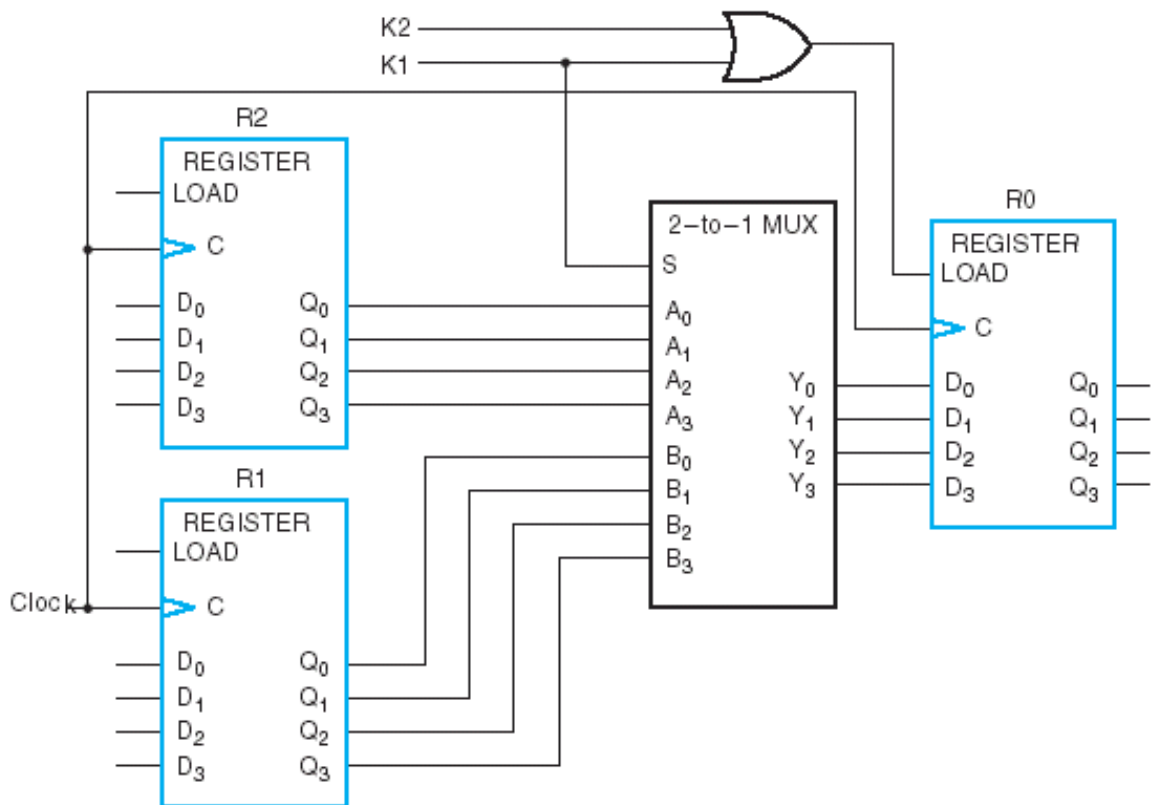 K2
K1
R2
REGISTER
LOAD
C
D0 Q0
D1 Q1
D2 Q2
D3 Q3
2-to-1 MUX
S
A0
A1
A2
A3
B0
B1
B2
B3
Y0
Y1
Y2
Y3
R0
REGISTER
LOAD
C
D0 Q0
D1 Q1
D2 Q2
D3 Q3
R1
REGISTER
LOAD
Clock
C
D0 Q0
D1 Q1
D2 Q2
D3 Q3